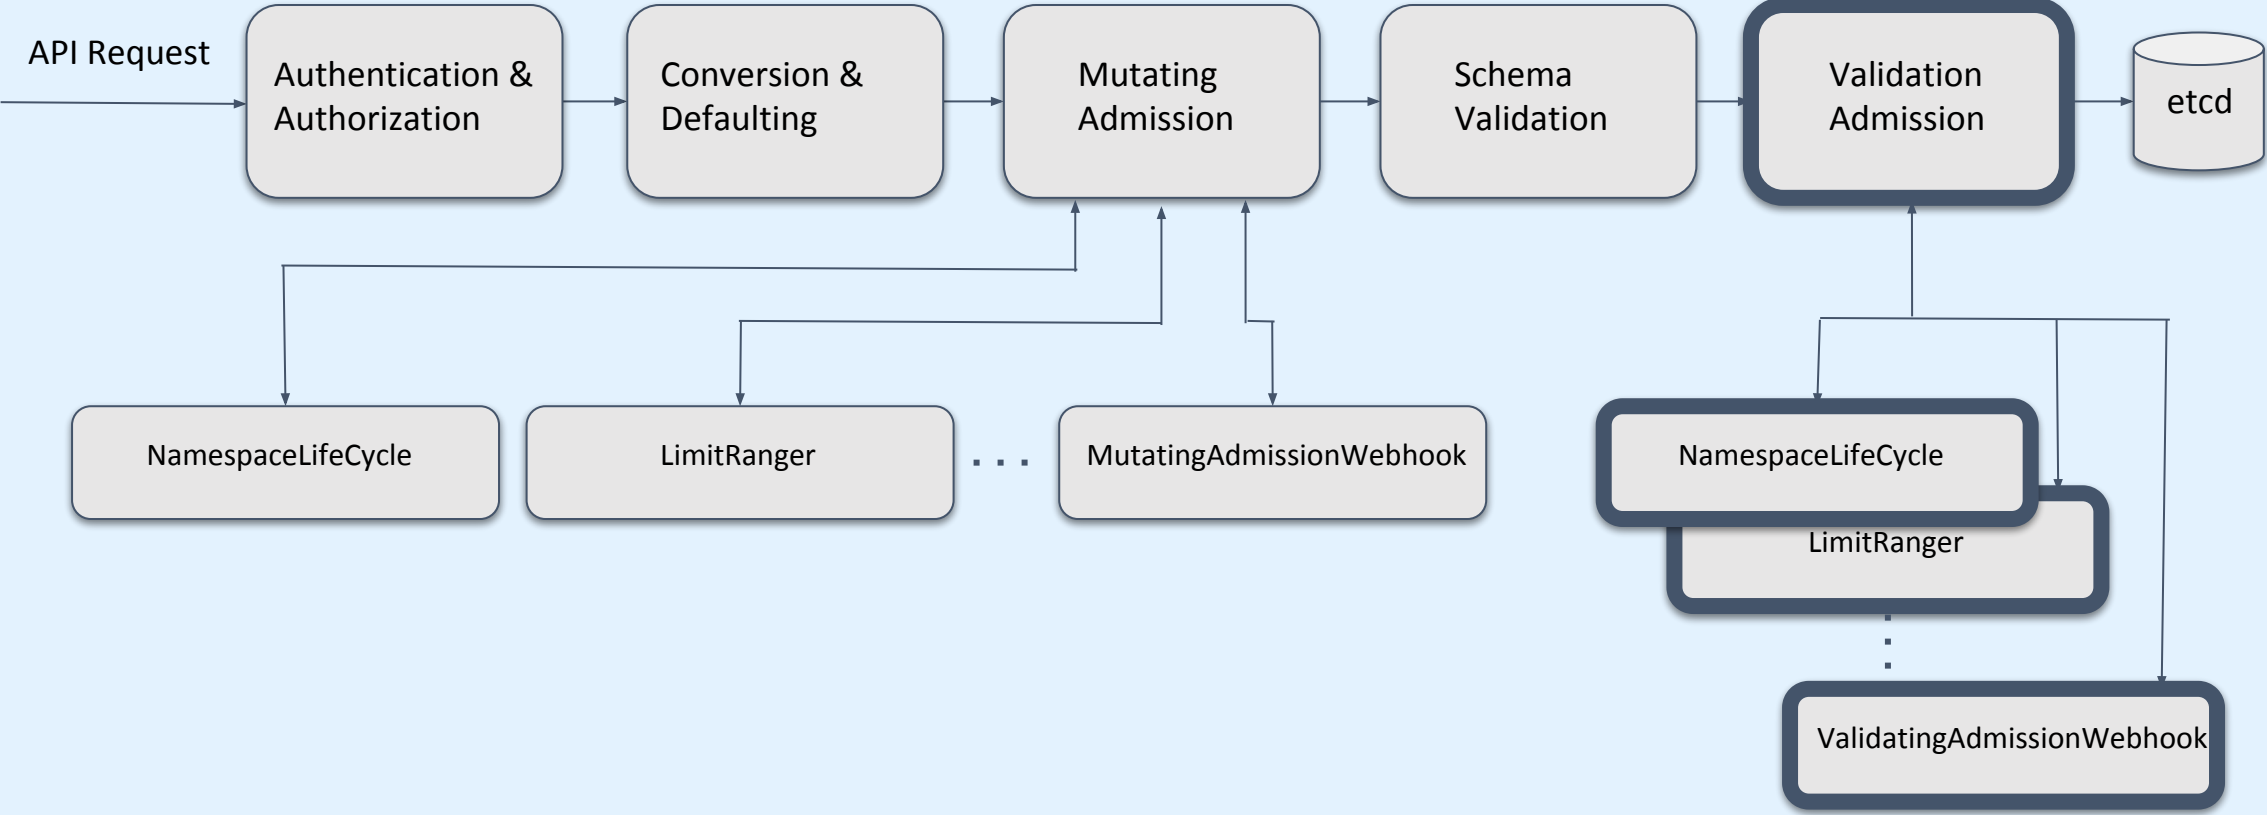 API Request
Authentication &
Authorization
Conversion &
Defaulting
Mutating
Admission
Schema
Validation
Validation
Admission
etcd
NamespaceLifeCycle
LimitRanger
. . .
MutatingAdmissionWebhook
NamespaceLifeCycle
LimitRanger
. . .
ValidatingAdmissionWebhook